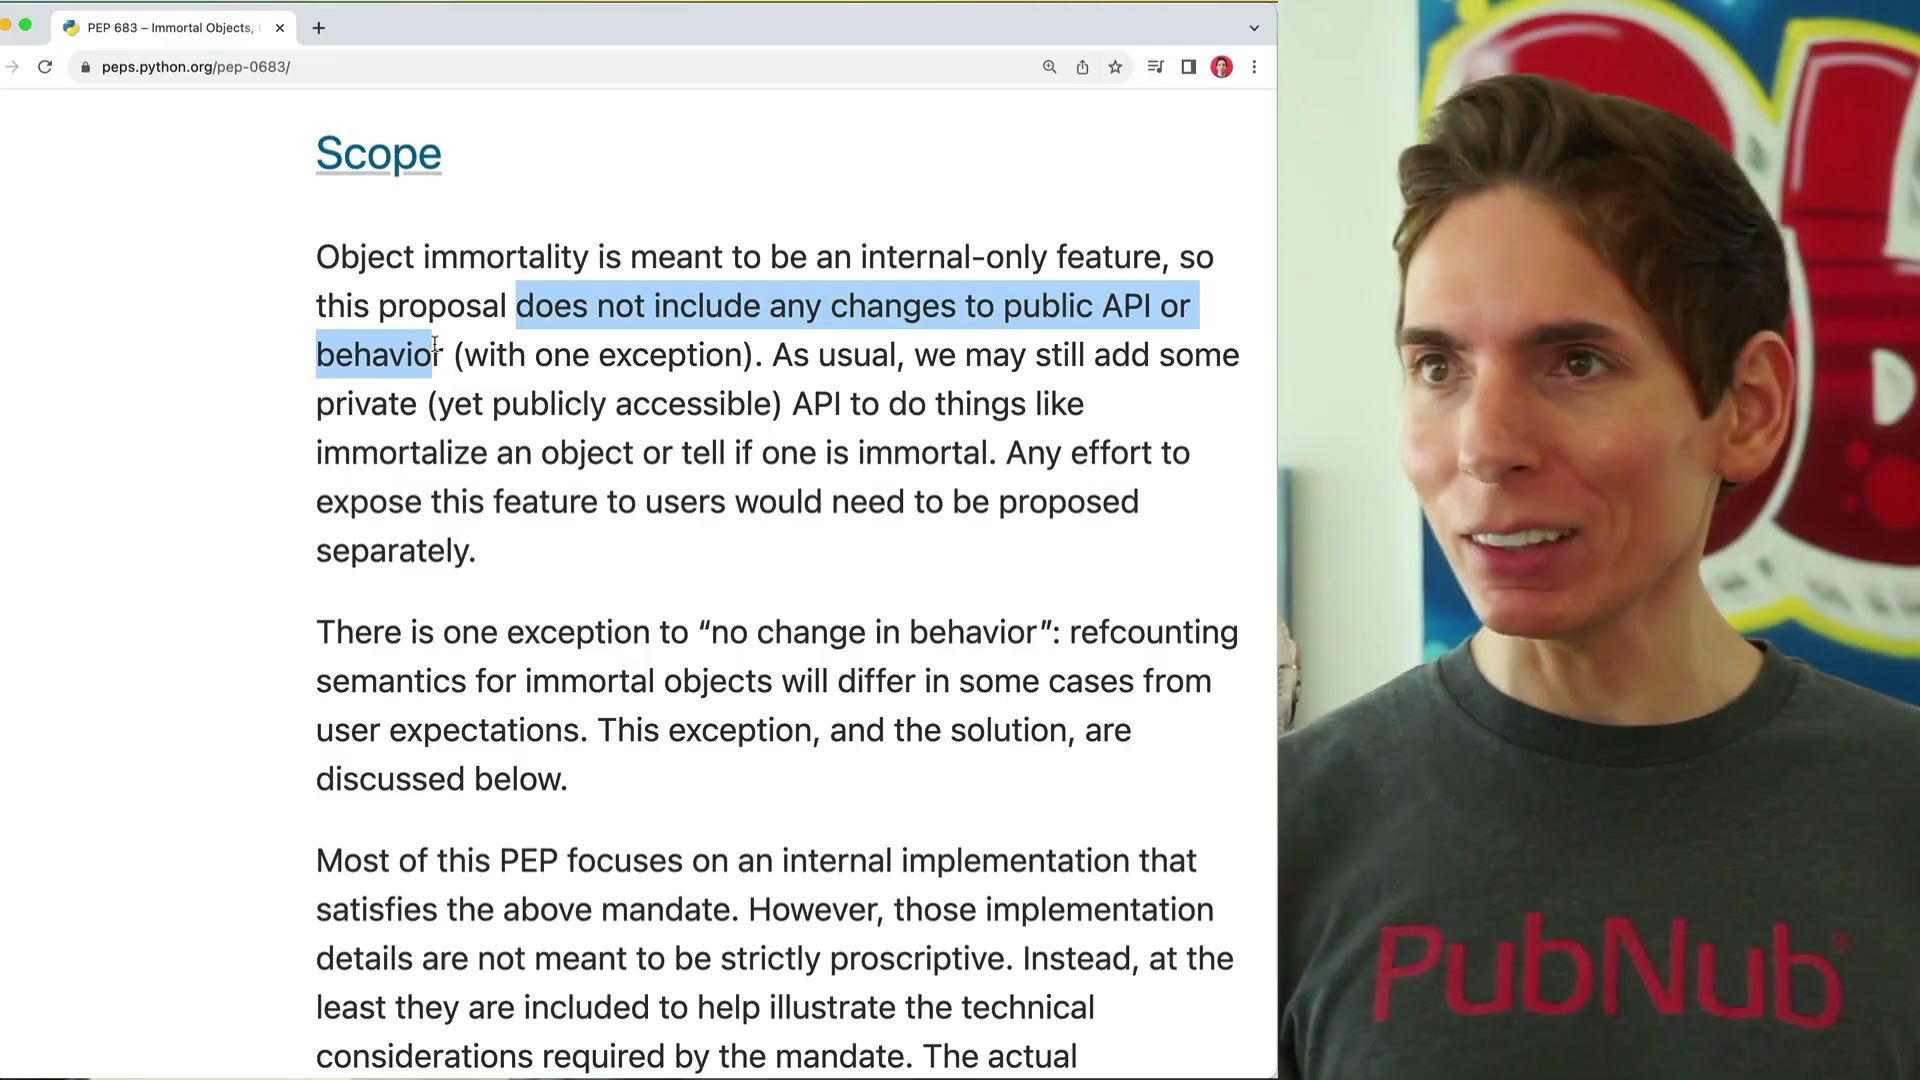 PEP 683 – Immortal Objects,
peps.python.org/pep-0683/
Scope
Object immortality is meant to be an internal-only feature, so
this proposal does not include any changes to public API or
behavior (with one exception). As usual, we may still add some
private (yet publicly accessible) API to do things like
immortalize an object or tell if one is immortal. Any effort to
expose this feature to users would need to be proposed
separately.
There is one exception to “no change in behavior”: refcounting
semantics for immortal objects will differ in some cases from
user expectations. This exception, and the solution, are
discussed below.
Most of this PEP focuses on an internal implementation that
satisfies the above mandate. However, those implementation
details are not meant to be strictly proscriptive. Instead, at the
least they are included to help illustrate the technical
considerations required by the mandate. The actual
PubNub